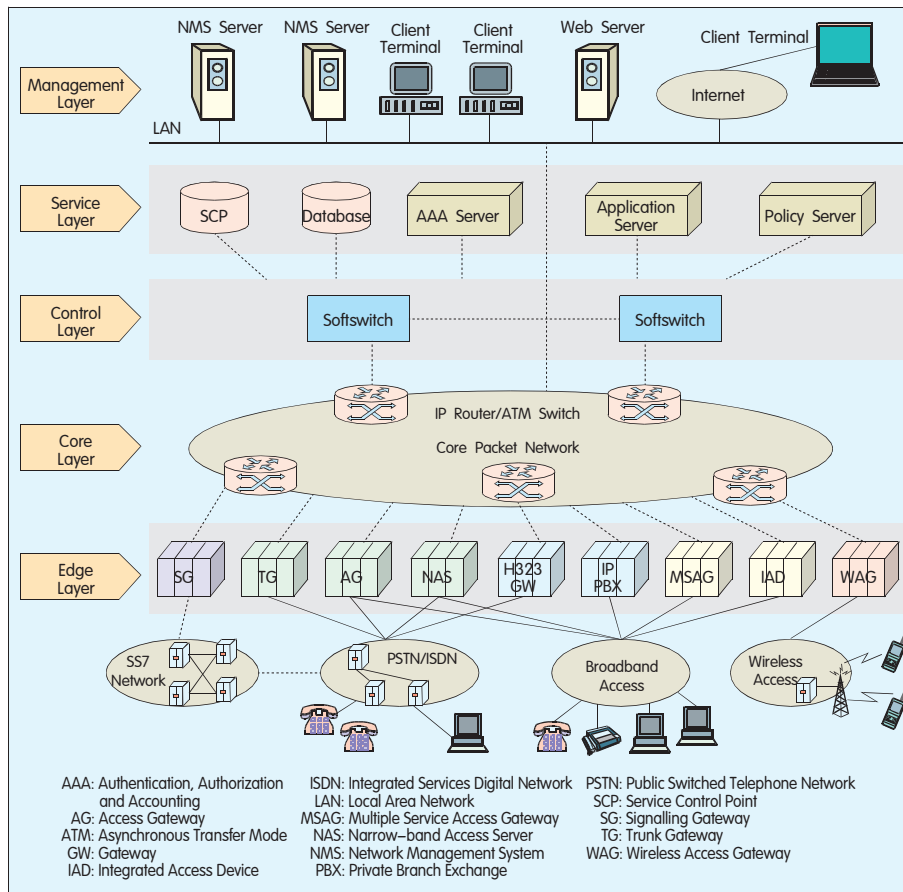 NMS Server
NMS Server
Client
Terminal
Client
Terminal
Web Server
Client Terminal
Management
Layer
Internet
LAN
Service
Layer
SCP
Database
AAA Server
Application
Server
Policy Server
Control
Layer
Softswitch
Softswitch
IP Router/ATM Switch
Core
Layer
Core Packet Network
Edge
Layer
SG
TG
AG
NAS
H323
GW
IP
PBX
MSAG
IAD
WAG
SS7
Network
PSTN/ISDN
Broadband
Access
Wireless
Access
AAA: Authentication, Authorization
and Accounting
AG: Access Gateway
ATM: Asynchronous Transfer Mode
GW: Gateway
IAD: Integrated Access Device
ISDN: Integrated Services Digital Network
LAN: Local Area Network
MSAG: Multiple Service Access Gateway
NAS: Narrow–band Access Server
NMS: Network Management System
PBX: Private Branch Exchange
PSTN: Public Switched Telephone Network
SCP: Service Control Point
SG: Signalling Gateway
TG: Trunk Gateway
WAG: Wireless Access Gateway